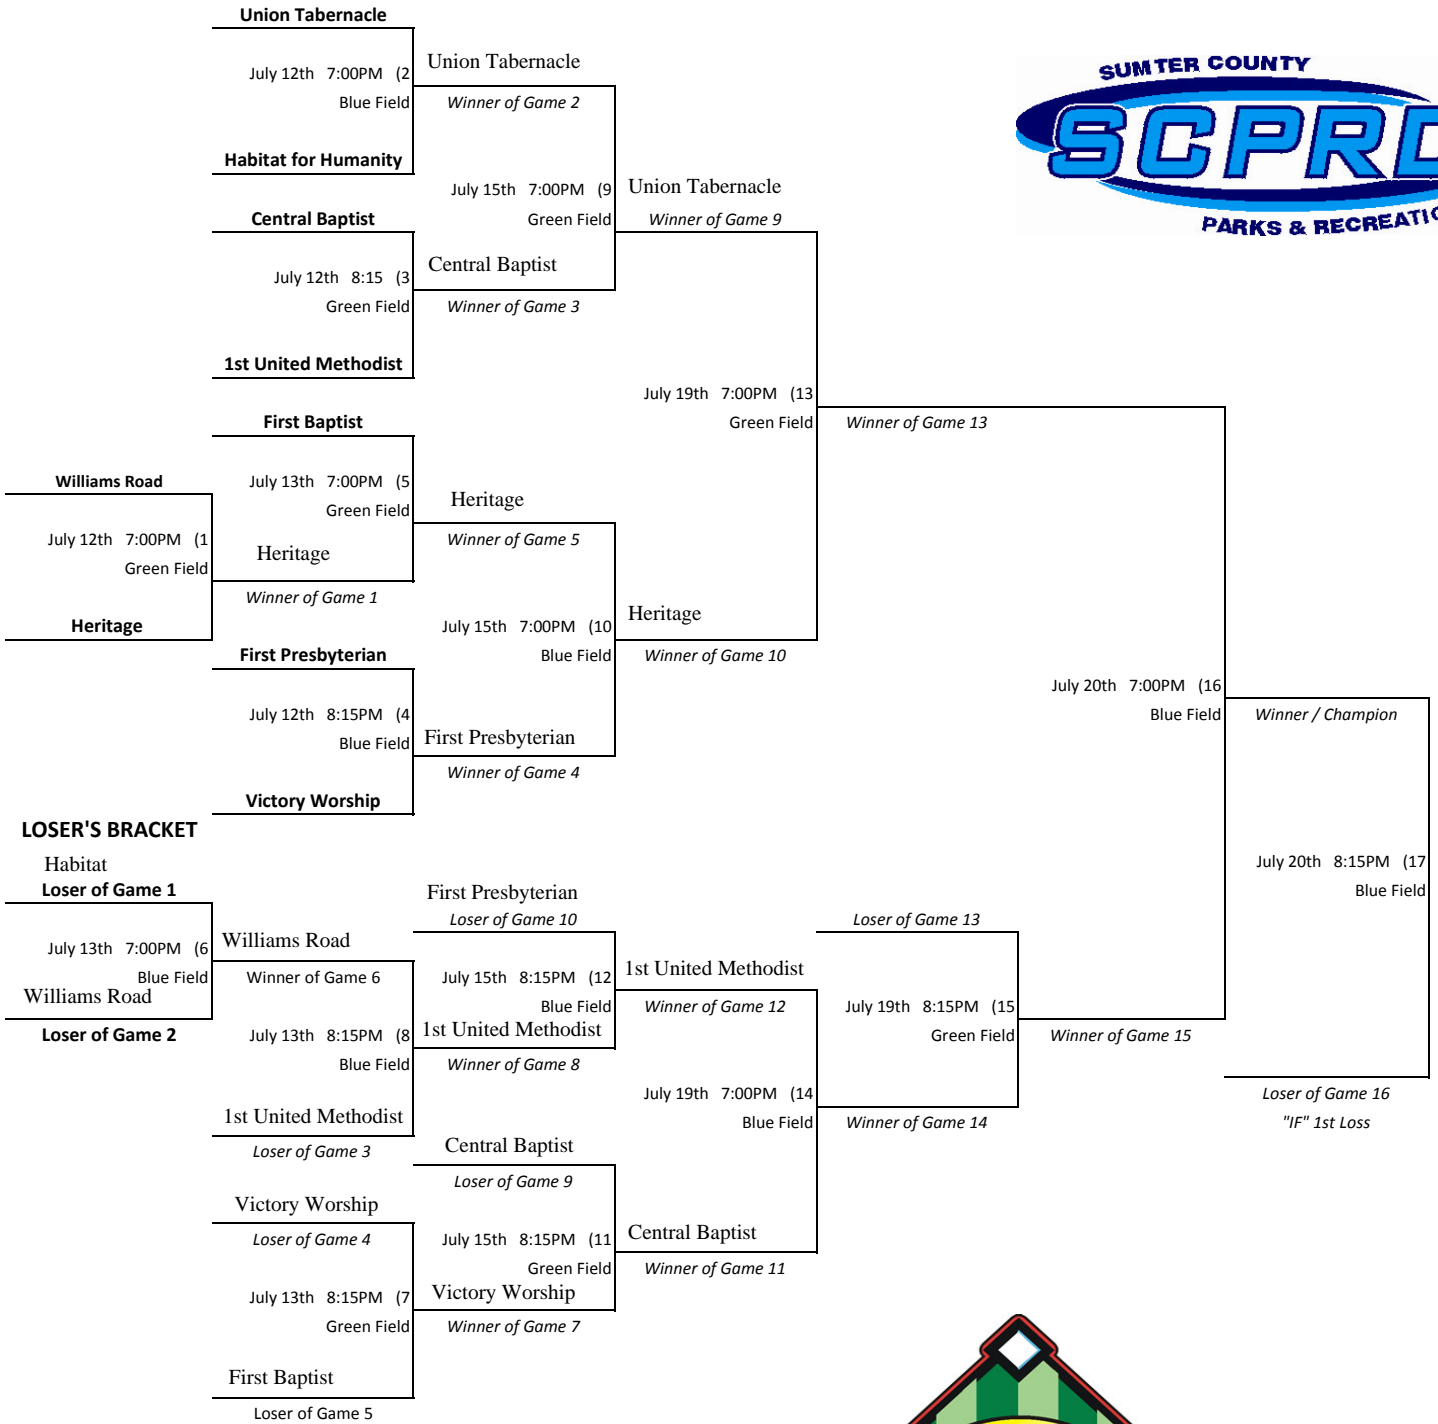 Union Tabernacle
July 12th 7:00PM (2
Blue Field
Union Tabernacle
Winner of Game 2
Habitat for Humanity
SUMTER COUNTY
SCPRD
PARKS & RECREATIO
July 15th 7:00PM (9
Green Field
Union Tabernacle
Winner of Game 9
Central Baptist
July 12th 8:15 (3
Green Field
Central Baptist
Winner of Game 3
1st United Methodist
July 19th 7:00PM (13
Green Field
Winner of Game 13
First Baptist
Williams Road
July 13th 7:00PM (5
Green Field
Heritage
Winner of Game 5
July 12th 7:00PM (1
Green Field
Heritage
Winner of Game 1
Heritage
July 15th 7:00PM (10
Blue Field
Heritage
Winner of Game 10
First Presbyterian
July 12th 8:15PM (4
Blue Field
First Presbyterian
Winner of Game 4
Victory Worship
July 20th 7:00PM (16
Blue Field
Winner / Champion
LOSER'S BRACKET
Habitat
Loser of Game 1
July 13th 7:00PM (6
Blue Field
Williams Road
Loser of Game 2
Williams Road
Winner of Game 6
July 13th 8:15PM (8
Blue Field
1st United Methodist
Loser of Game 3
First Presbyterian
Loser of Game 10
July 15th 8:15PM (12
Blue Field
1st United Methodist
Winner of Game 8
1st United Methodist
Winner of Game 12
Loser of Game 13
July 19th 8:15PM (15
Green Field
Winner of Game 15
July 20th 8:15PM (17
Blue Field
Loser of Game 16
"IF" 1st Loss
July 19th 7:00PM (14
Blue Field
Winner of Game 14
Central Baptist
Loser of Game 9
Victory Worship
Loser of Game 4
July 15th 8:15PM (11
Green Field
Central Baptist
Winner of Game 11
July 13th 8:15PM (7
Green Field
Victory Worship
Winner of Game 7
First Baptist
Loser of Game 5